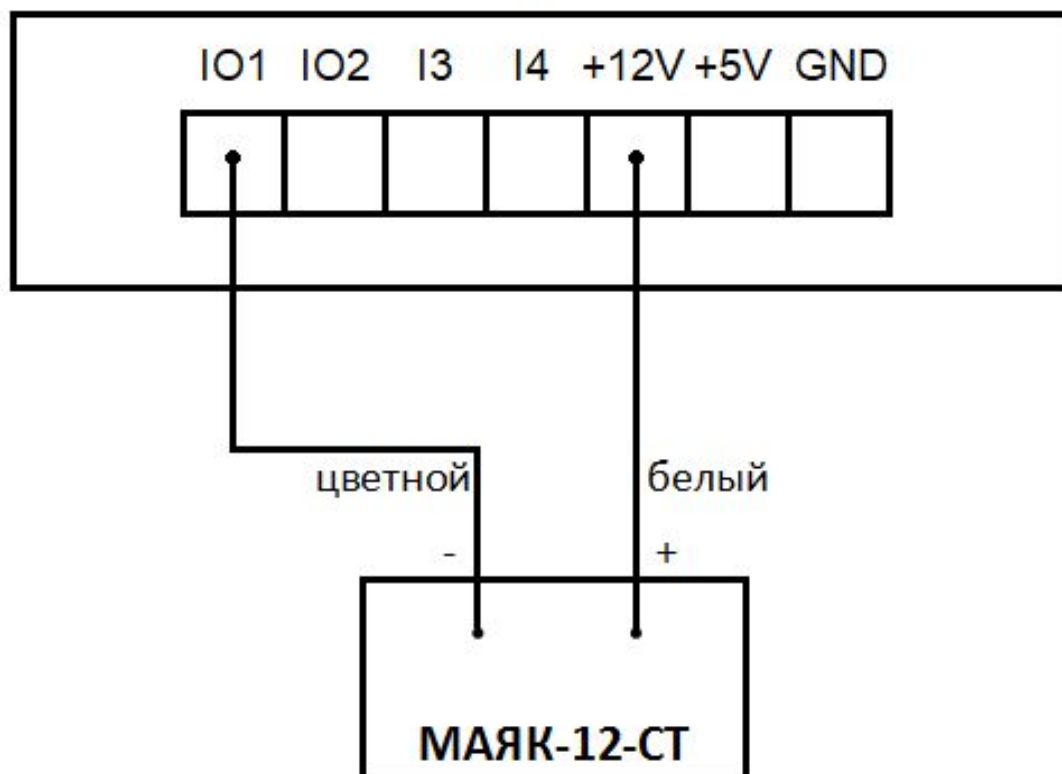 IO1 IO2 I3 I4 +12V +5V GND
цветной белый
- +
МАЯК-12-СТ